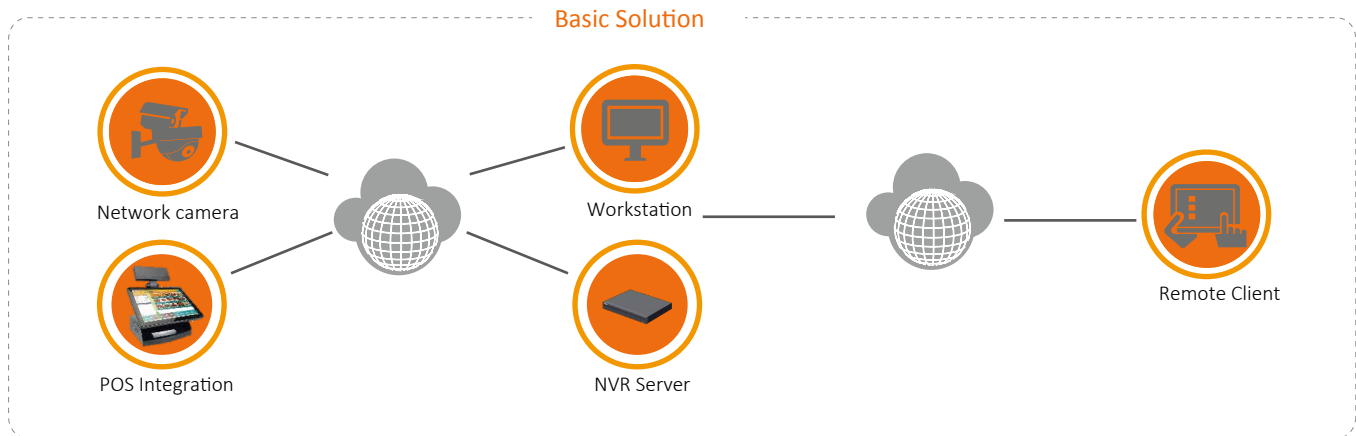 Basic Solution
Network camera
Workstation
POS Integration
NVR Server
Remote Client